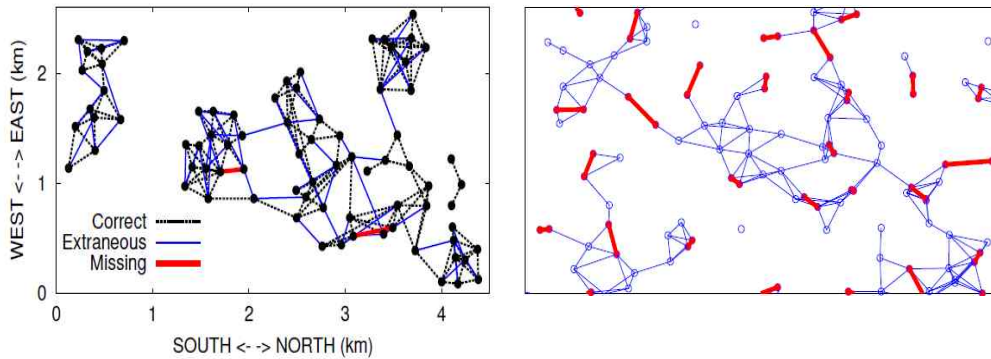 2
1
0
WEST <- -> EAST (km)
Correct
Extraneous
Missing
0 1 2 3 4
SOUTH <- -> NORTH (km)